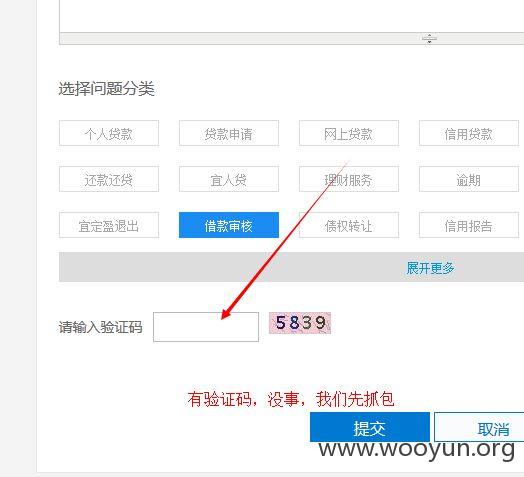 选择问题分类
个人贷款 贷款申请 网上贷款 信用贷款
还款还贷 宜人贷 理财服务 逾期
宜定盈退出 借款审核 债权转让 信用报告
展开更多
请输入验证码 5839
有验证码，没事，我们先抓包
提交 取消
www.wooyun.org